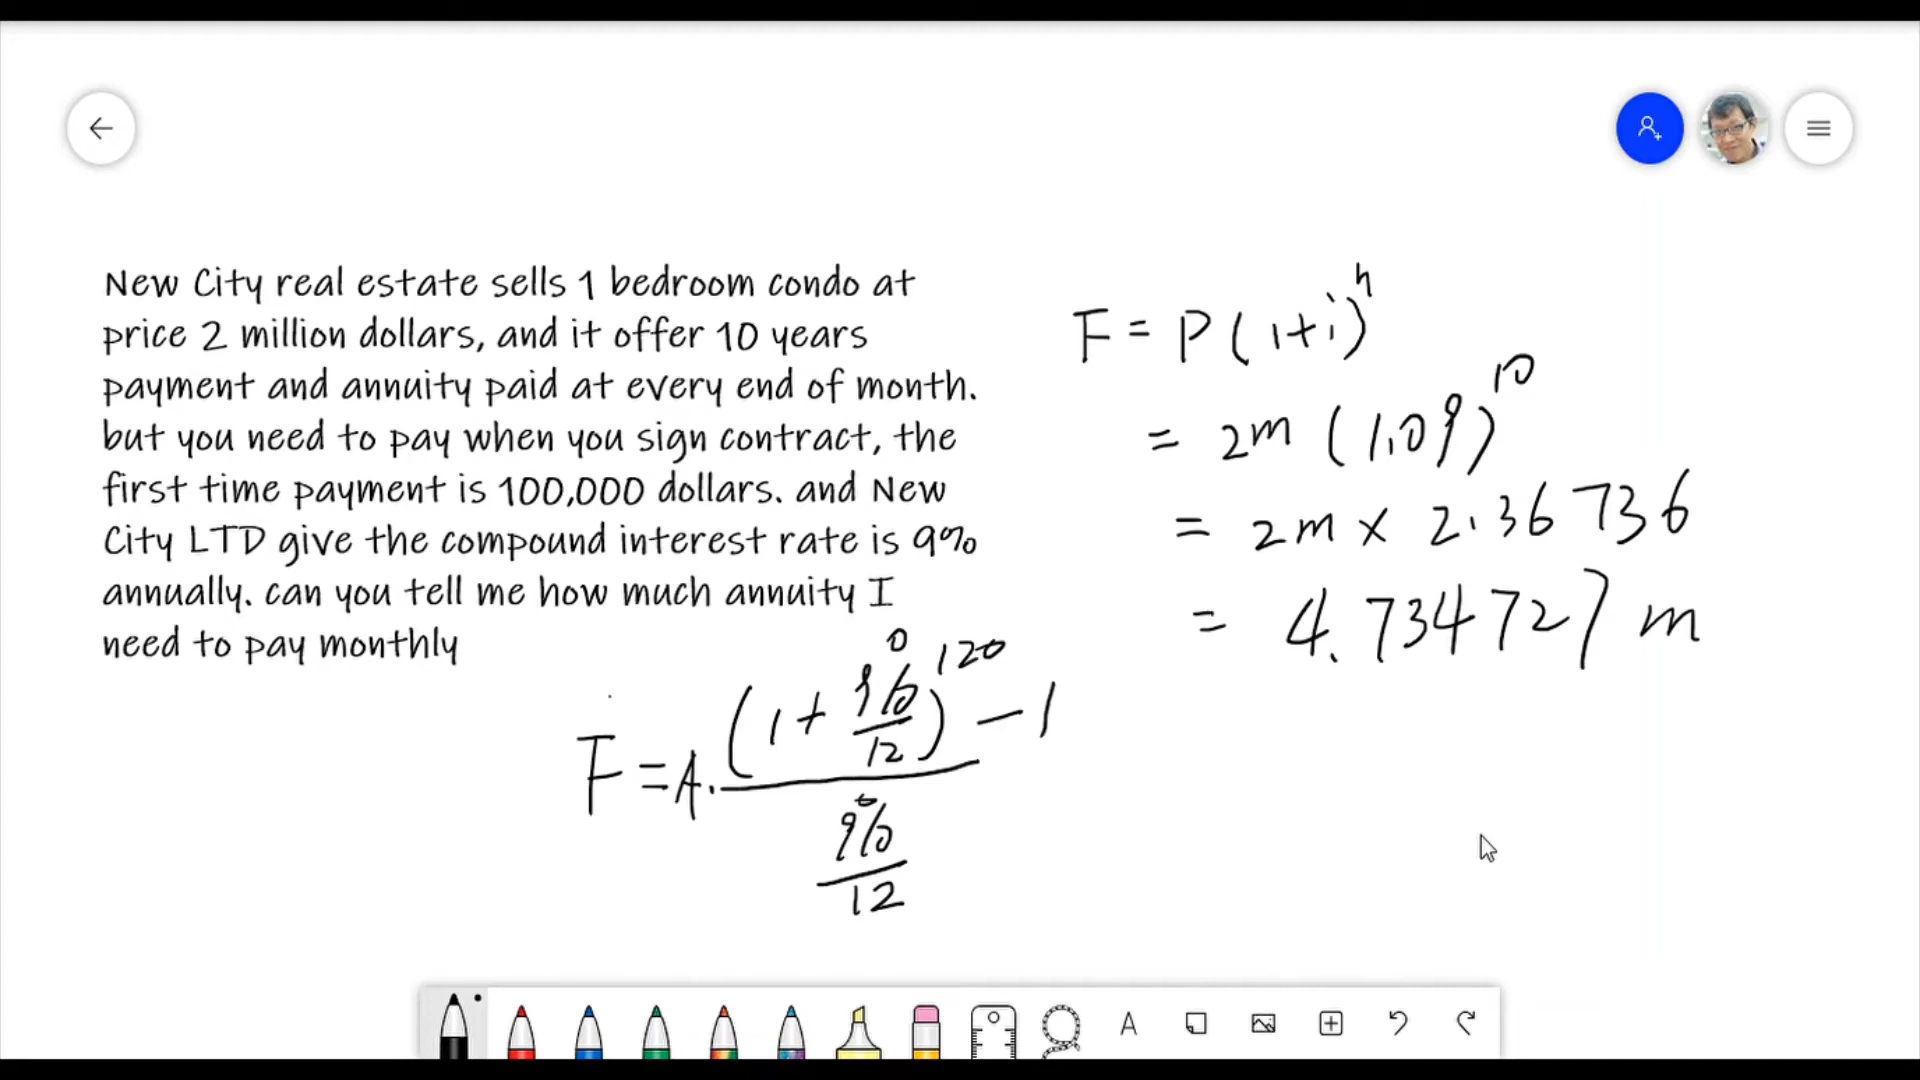 New City real estate sells 1 bedroom condo at
price 2 million dollars, and it offer 10 years
payment and annuity paid at every end of month.
but you need to pay when you sign contract, the
first time payment is 100,000 dollars. and New
City LTD give the compound interest rate is 9%
annually. can you tell me how much annuity I
need to pay monthly
F = P(1+i)^n
= 2m (1.09)^10
= 2m × 2.36736
= 4.734727 m
F = A · ((1 + 9%/12)^120 − 1) / (9%/12)
A